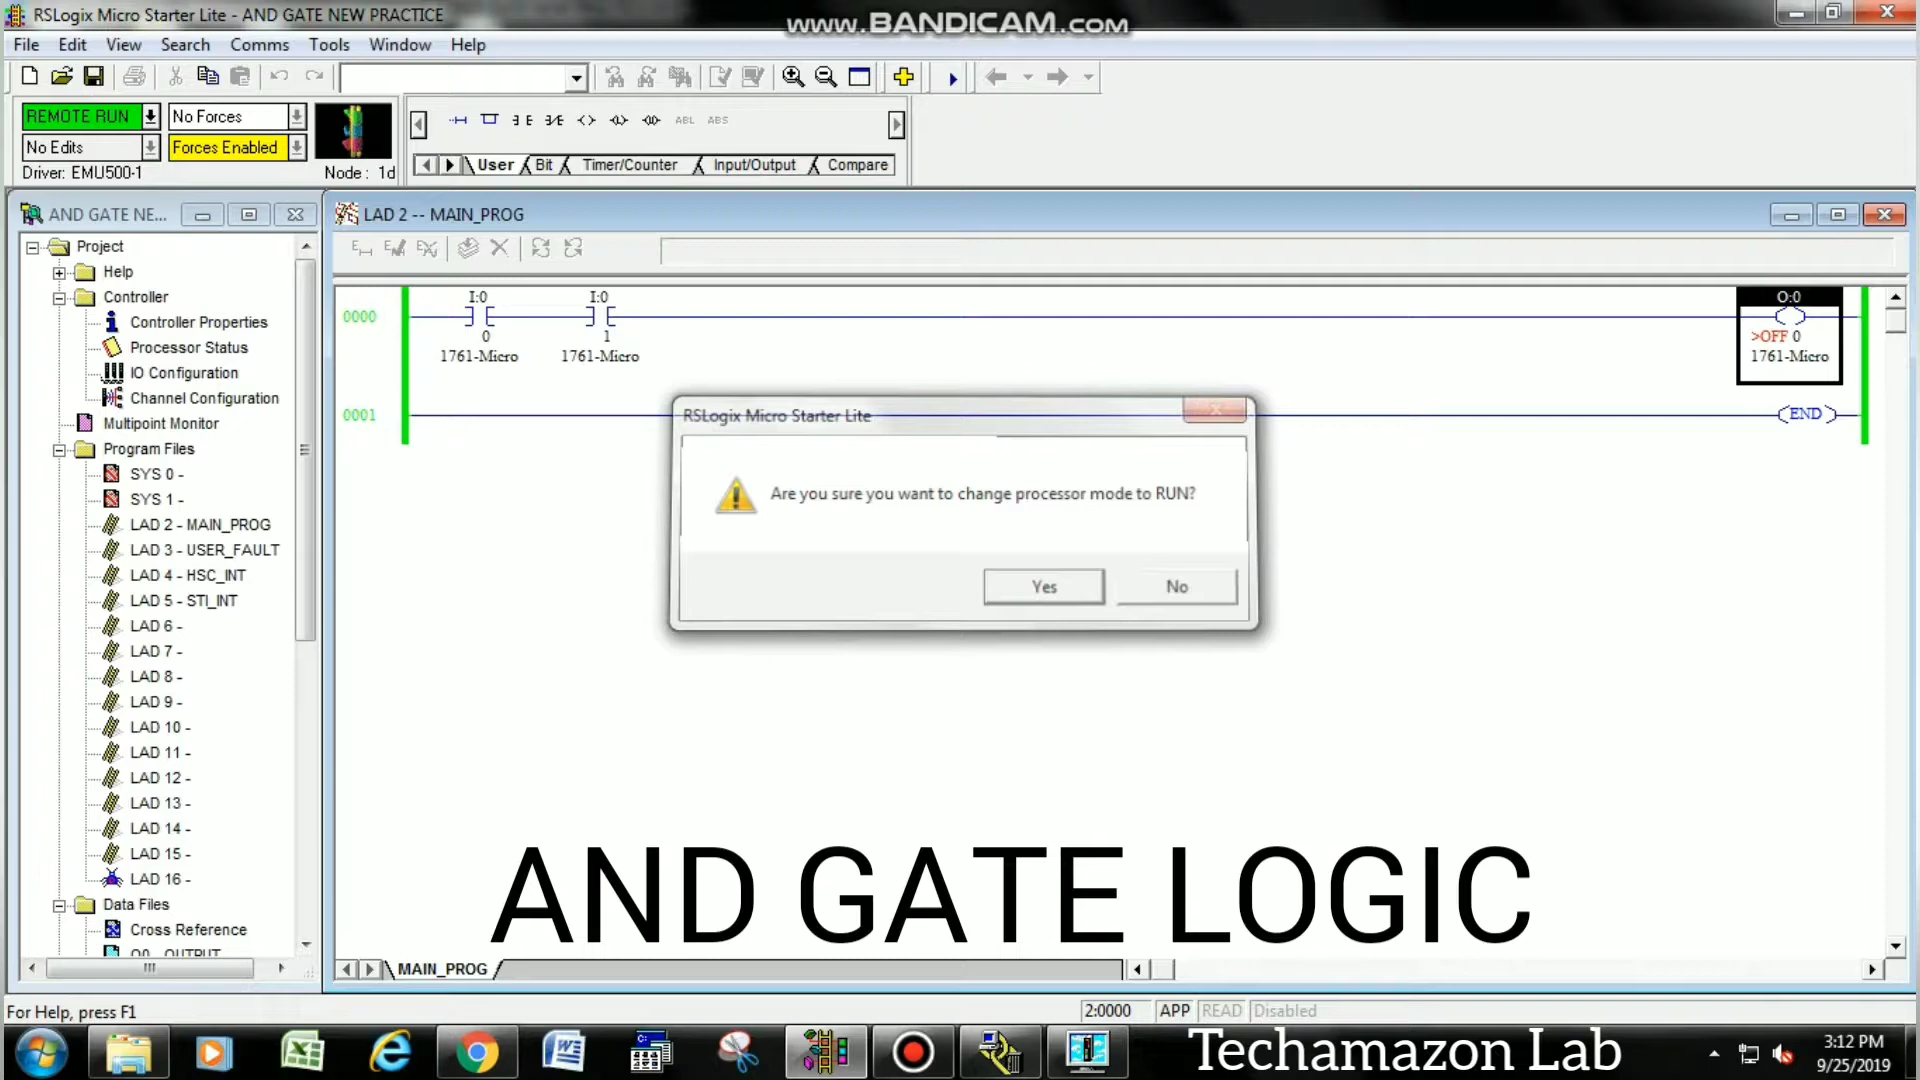 RSLogix Micro Starter Lite - AND GATE NEW PRACTICE
www.BANDICAM.com
File Edit View Search Comms Tools Window Help
REMOTE RUN No Forces
No Edits Forces Enabled
Driver: EMU500-1 Node : 1d
ABL ABS
User Bit Timer/Counter Input/Output Compare
AND GATE NE...
LAD 2 -- MAIN_PROG
Project
Help
Controller
Controller Properties
Processor Status
IO Configuration
Channel Configuration
Multipoint Monitor
Program Files
SYS 0 -
SYS 1 -
LAD 2 - MAIN_PROG
LAD 3 - USER_FAULT
LAD 4 - HSC_INT
LAD 5 - STI_INT
LAD 6 -
LAD 7 -
LAD 8 -
LAD 9 -
LAD 10 -
LAD 11 -
LAD 12 -
LAD 13 -
LAD 14 -
LAD 15 -
LAD 16 -
Data Files
Cross Reference
O0 OUTPUT
I:0 I:0 O:0
0000
0 1 >OFF 0
1761-Micro 1761-Micro 1761-Micro
0001 END
RSLogix Micro Starter Lite
Are you sure you want to change processor mode to RUN?
Yes No
AND GATE LOGIC
MAIN_PROG
For Help, press F1
2:0000 APP READ Disabled
Techamazon Lab
3:12 PM
9/25/2019